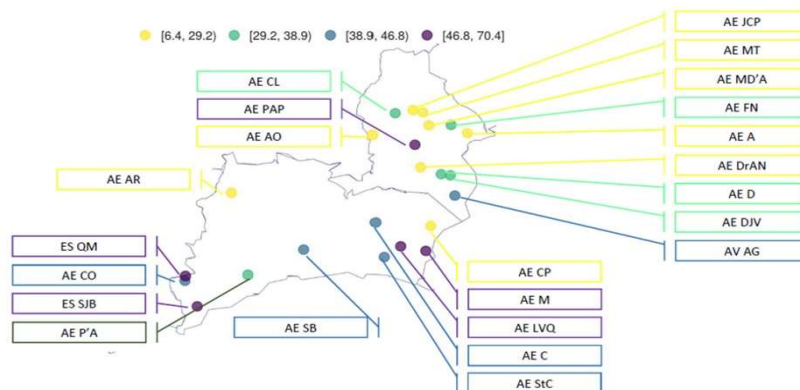 [6.4, 29.2) [29.2, 38.9) [38.9, 46.8) [46.8, 70.4]
AE JCP
AE MT
AE MD'A
AE FN
AE A
AE DrAN
AE D
AE DJV
AV AG
AE CL
AE PAP
AE AO
AE AR
ES QM
AE CO
ES SJB
AE P'A
AE SB
AE CP
AE M
AE LVQ
AE C
AE StC